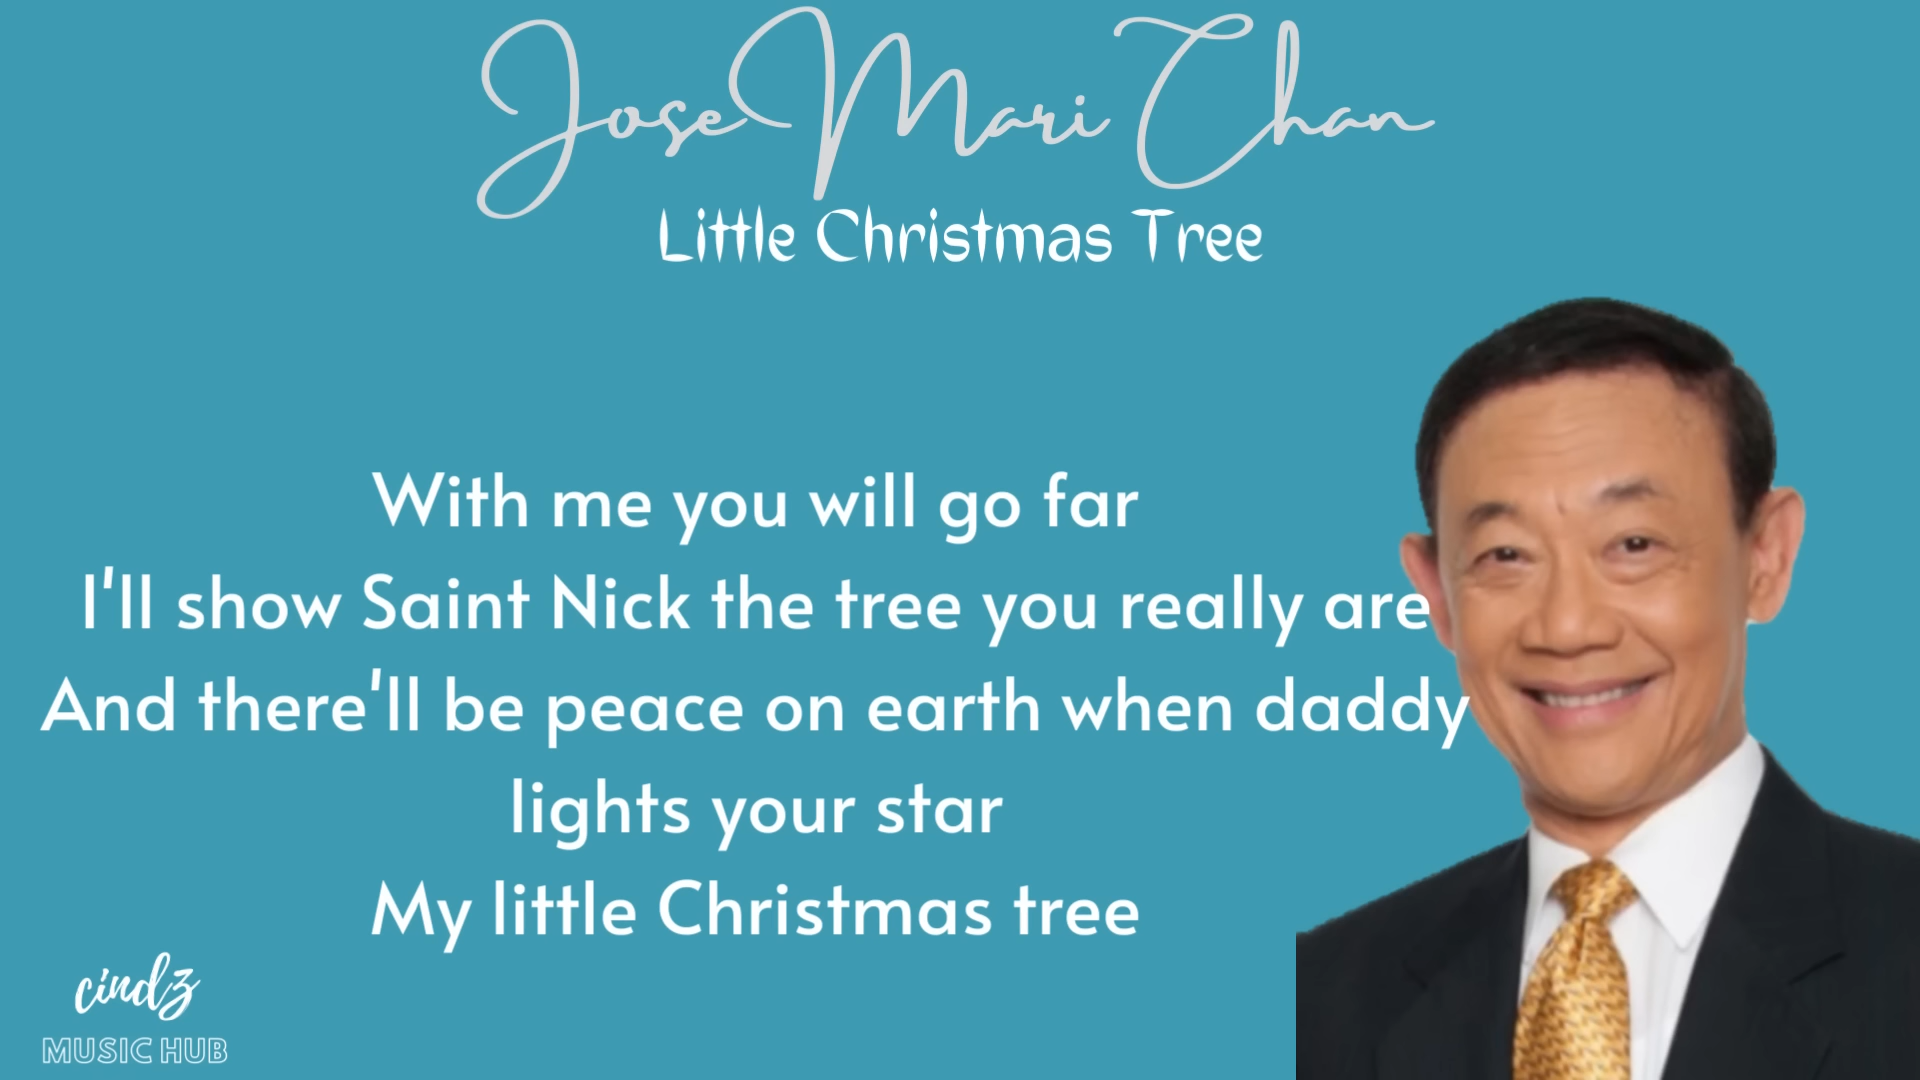 Jose Mari Chan
Little Christmas Tree
With me you will go far
I'll show Saint Nick the tree you really are
And there'll be peace on earth when daddy
lights your star
My little Christmas tree
cindz
MUSIC HUB